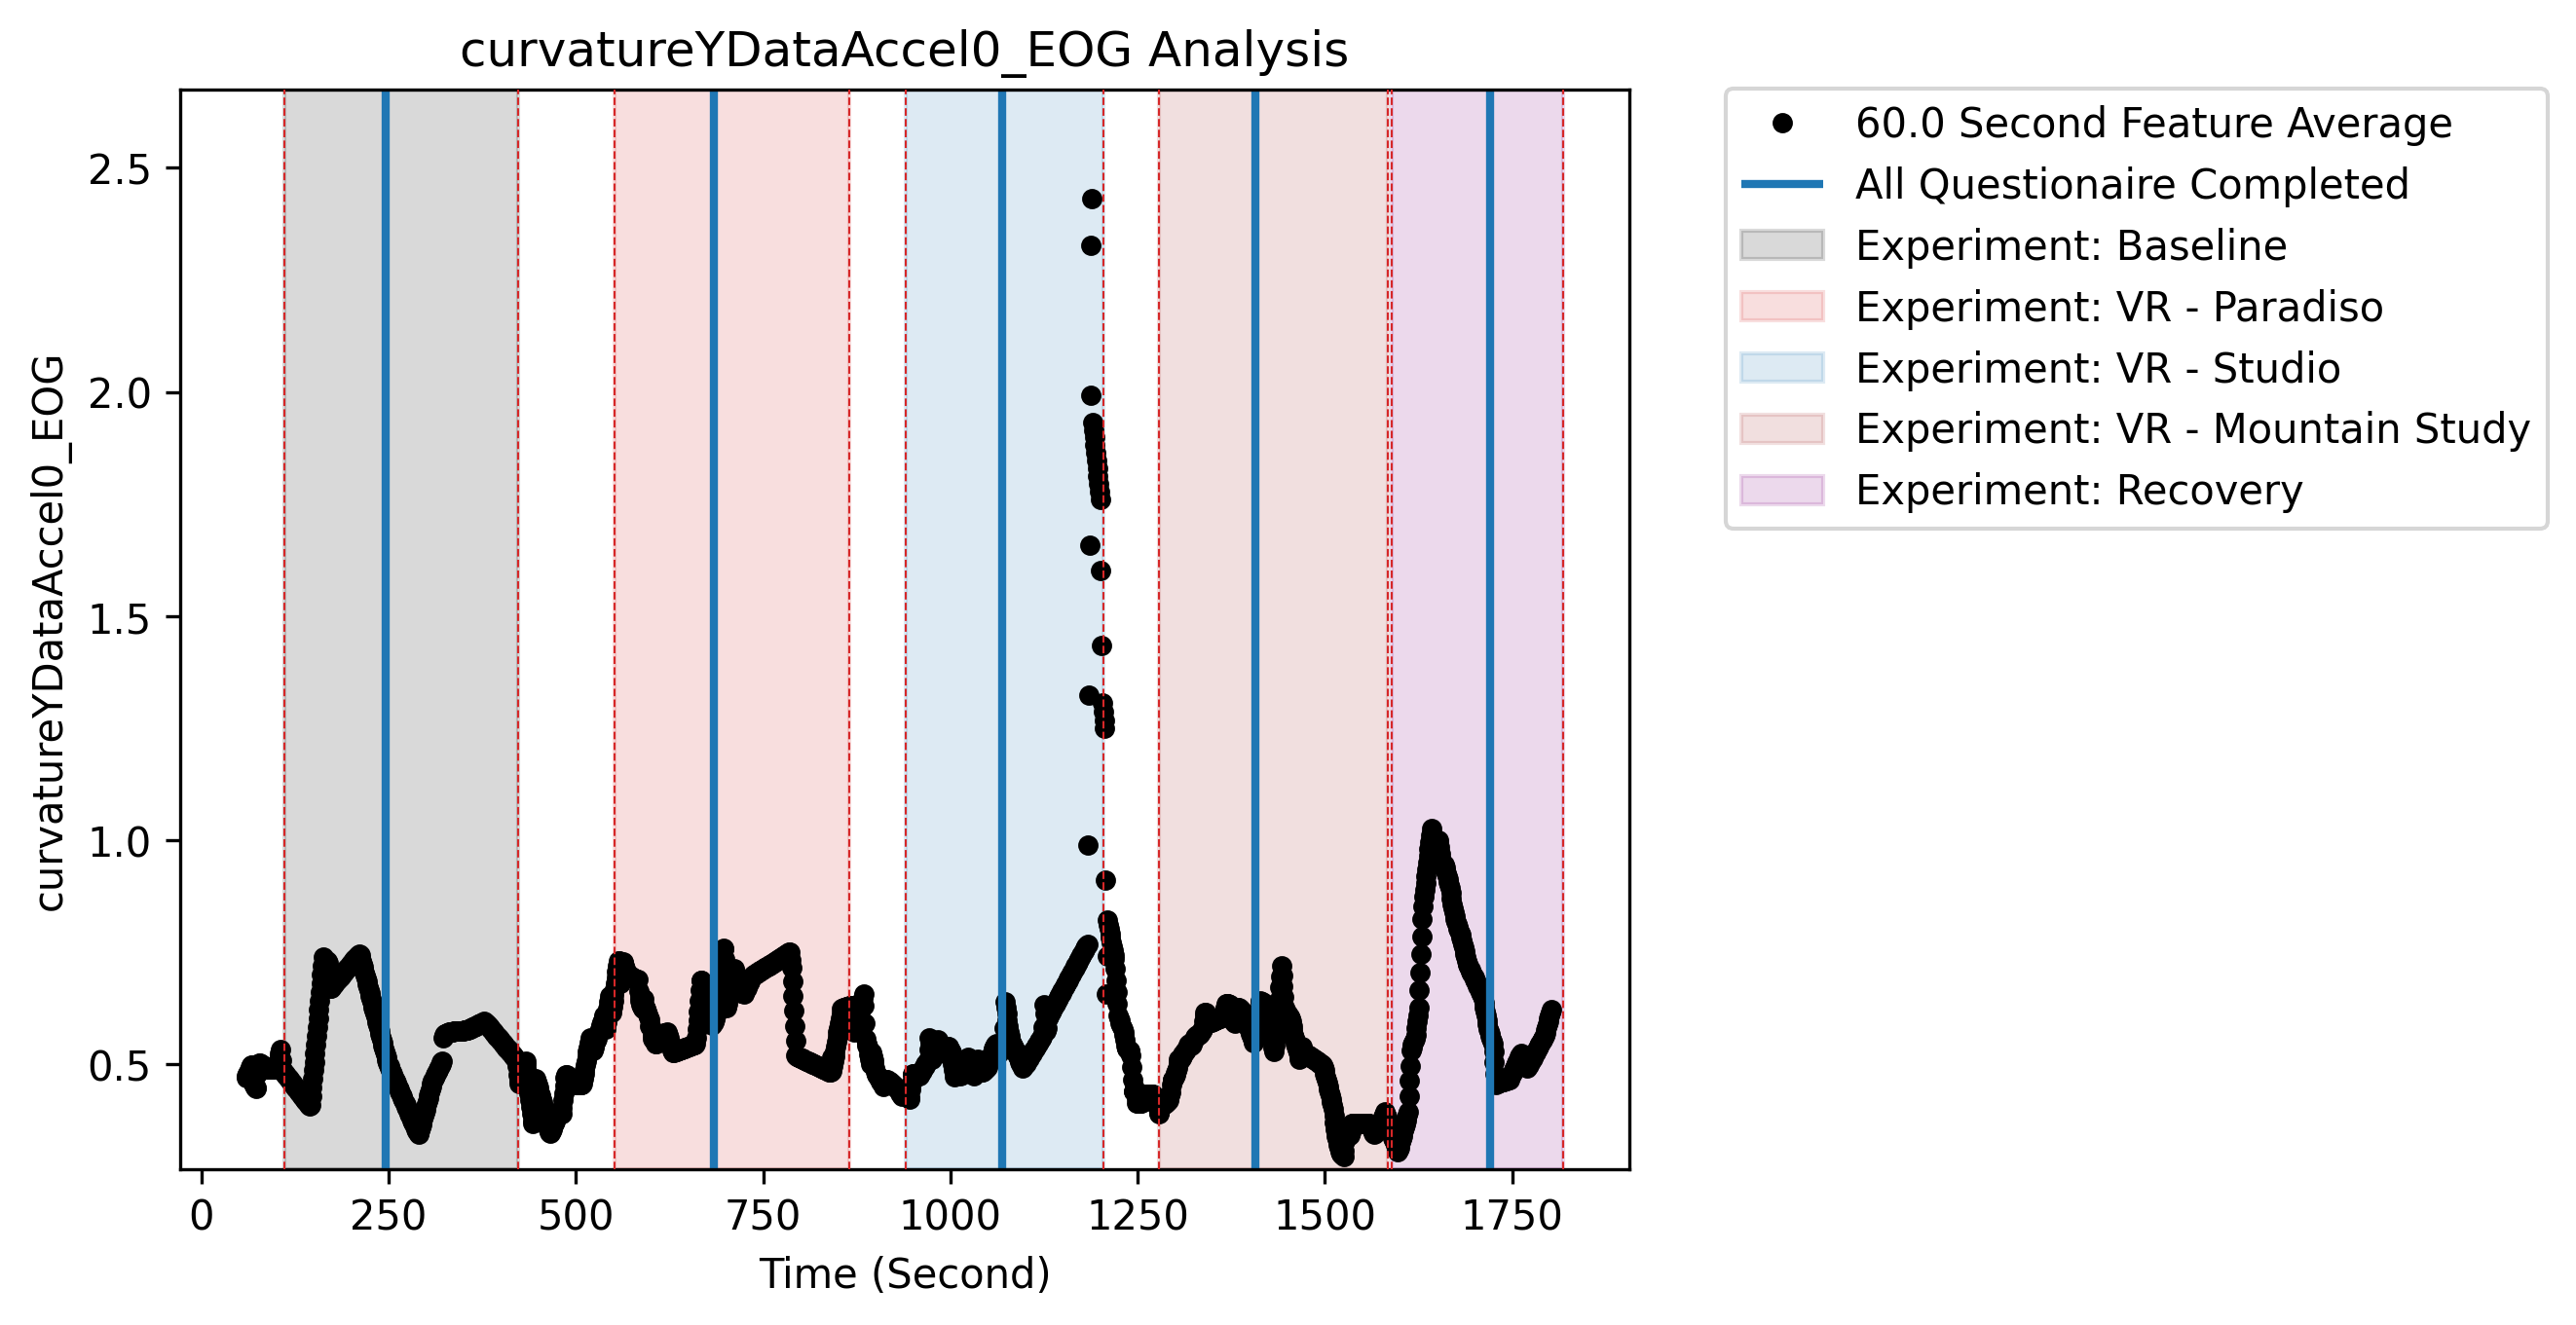 curvatureYDataAccel0_EOG Analysis
curvatureYDataAccel0_EOG
2.5
2.0
1.5
1.0
0.5
0 250 500 750 1000 1250 1500 1750
Time (Second)
60.0 Second Feature Average
All Questionaire Completed
Experiment: Baseline
Experiment: VR - Paradiso
Experiment: VR - Studio
Experiment: VR - Mountain Study
Experiment: Recovery